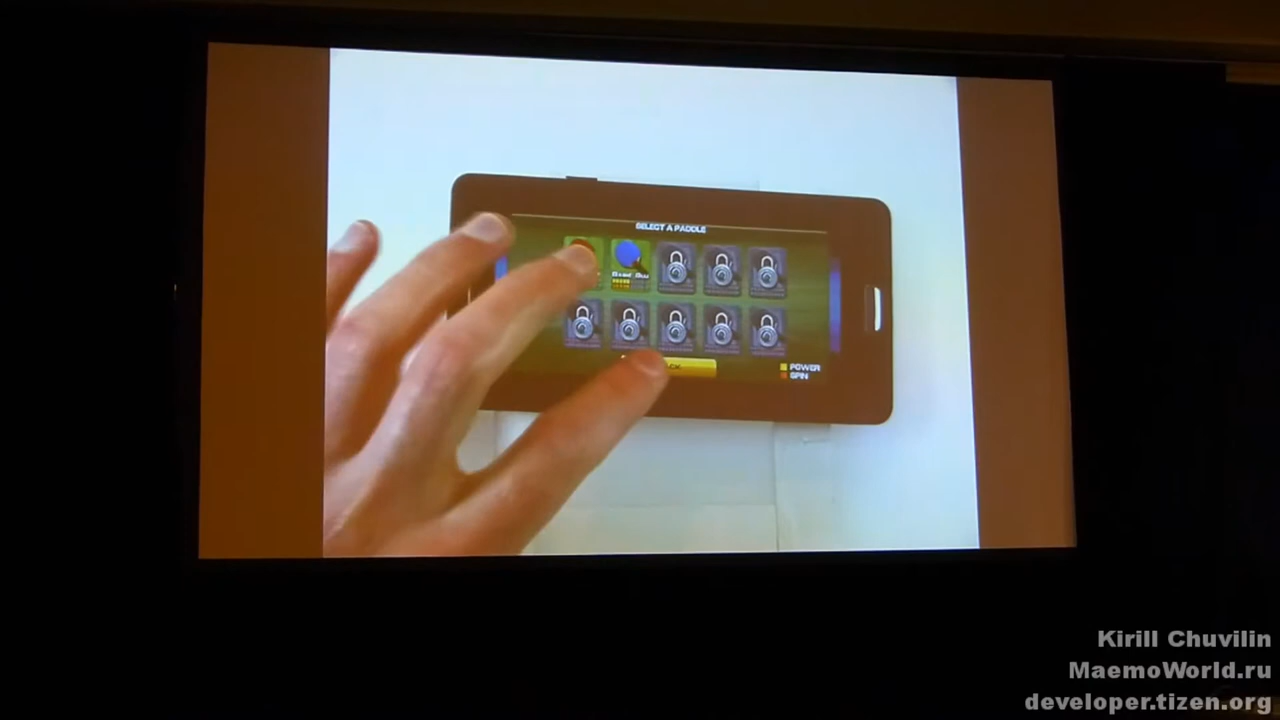 SELECT A PADDLE
POWER
SPIN
Kirill Chuvilin
MaemoWorld.ru
developer.tizen.org